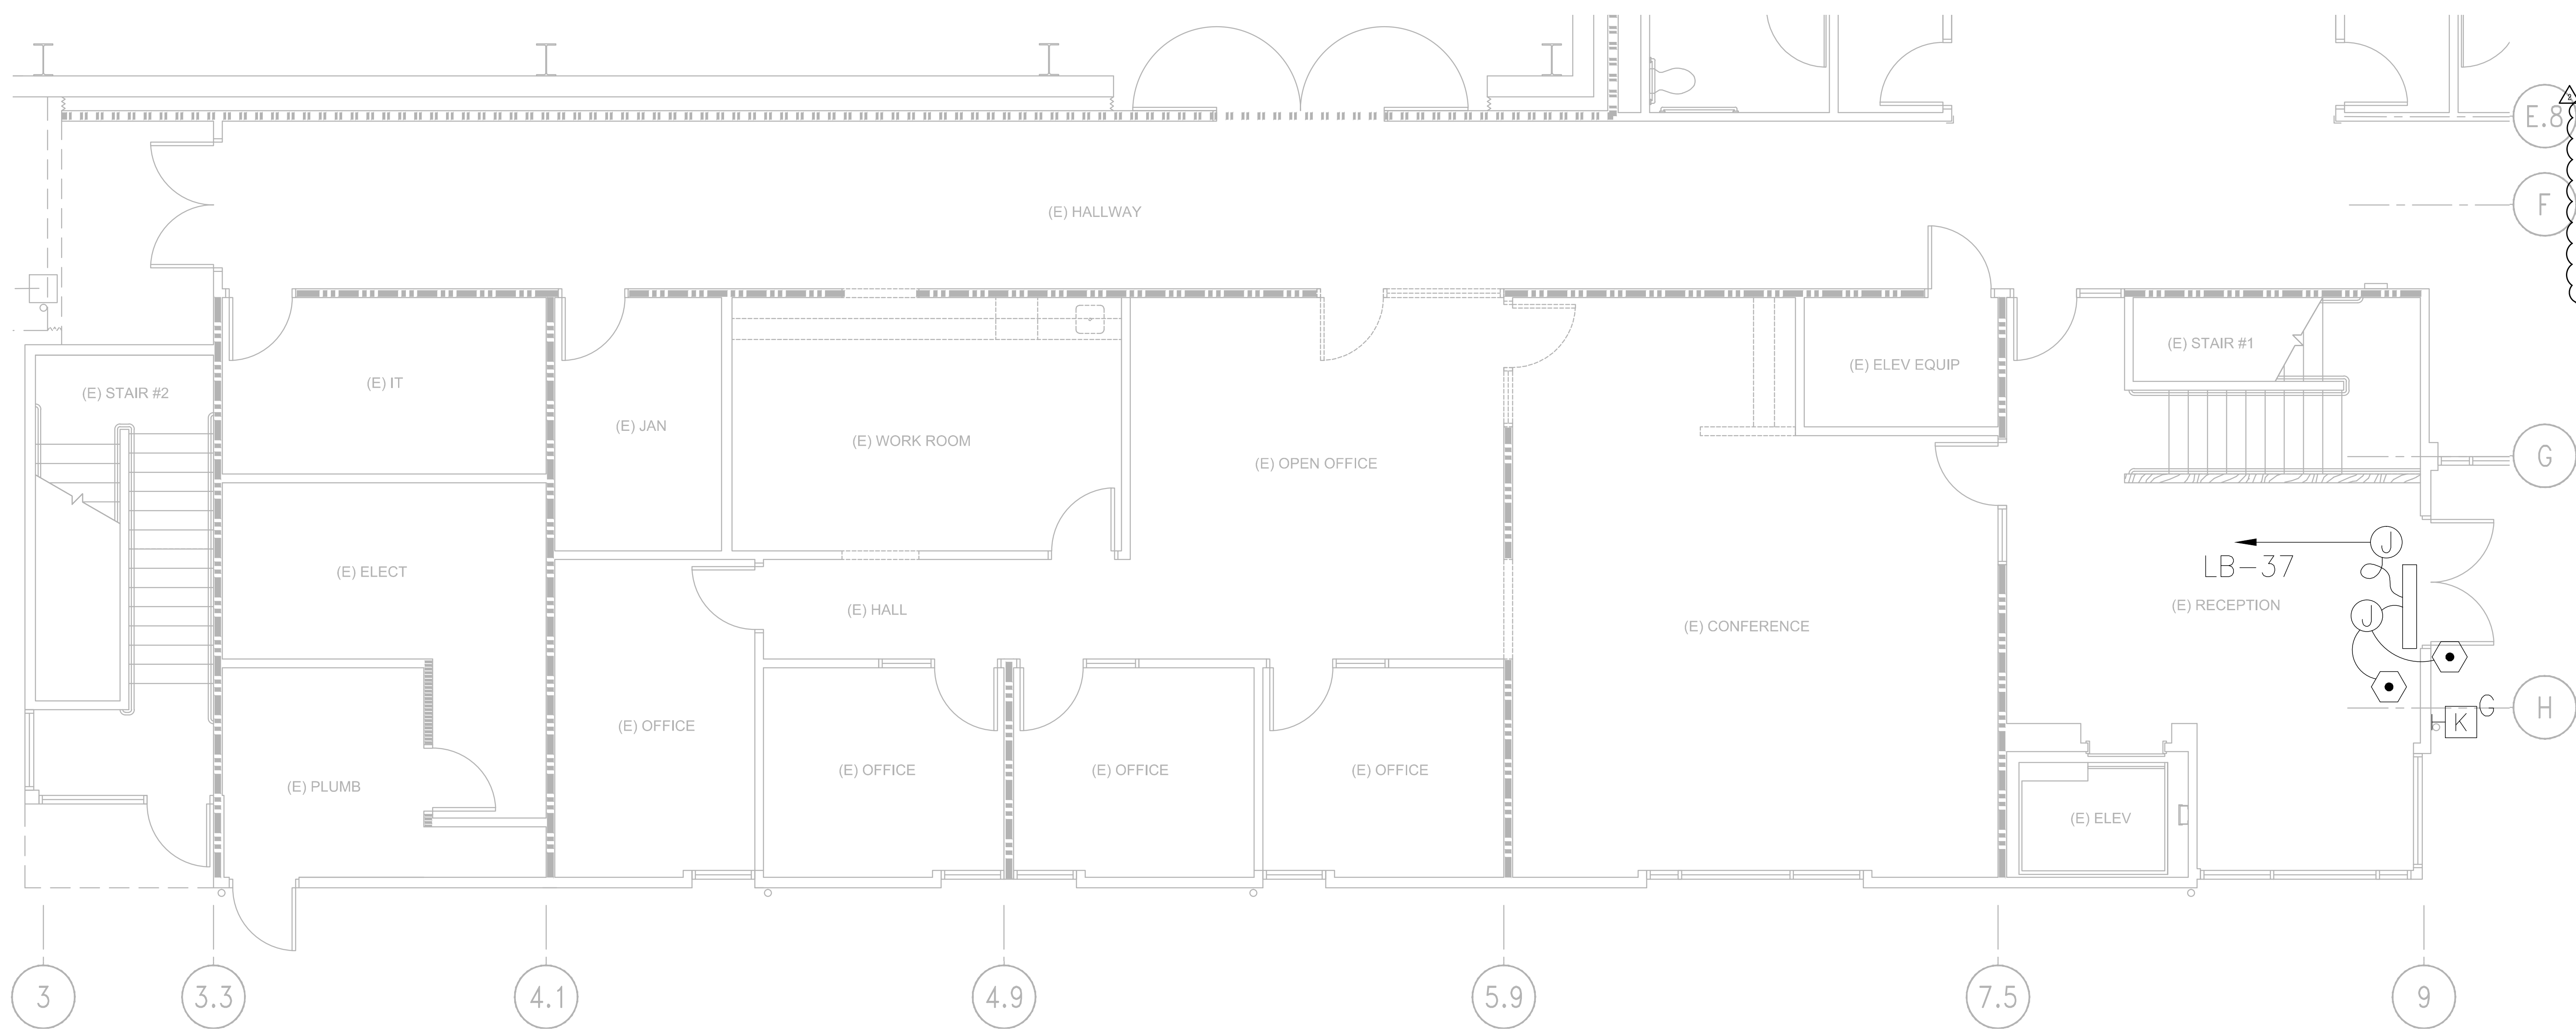 E.8
F
(E) HALLWAY
(E) STAIR #1
(E) ELEV EQUIP
(E) IT
(E) STAIR #2
(E) JAN
(E) WORK ROOM
(E) OPEN OFFICE
G
J
LB-37
(E) ELECT
(E) HALL
(E) RECEPTION
J
(E) CONFERENCE
G
K
H
(E) OFFICE
(E) OFFICE
(E) OFFICE
(E) OFFICE
(E) PLUMB
(E) ELEV
3
3.3
4.1
4.9
5.9
7.5
9